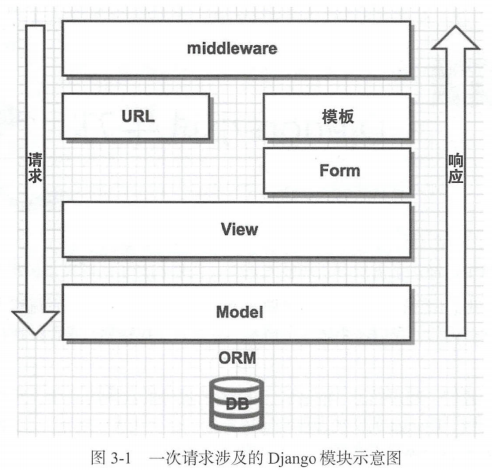 middleware
URL
模板
请求
响应
Form
View
Model
ORM
DB
图 3-1 一次请求涉及的 Django 模块示意图